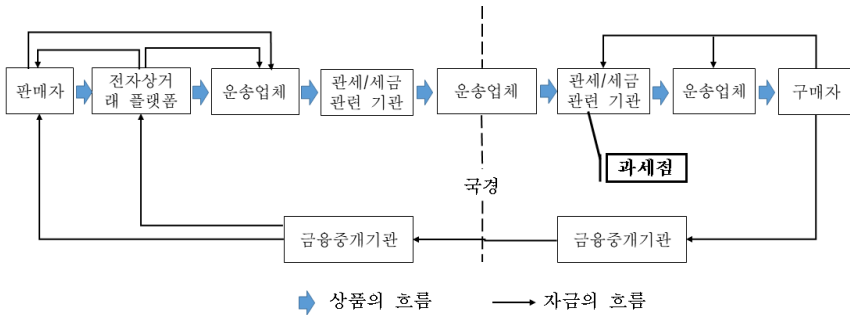 판매자
전자상거
래 플랫폼
운송업체
관세/세금
관련 기관
운송업체
관세/세금
관련 기관
운송업체
구매자
과세점
국경
금융중개기관
금융중개기관
상품의 흐름
자금의 흐름